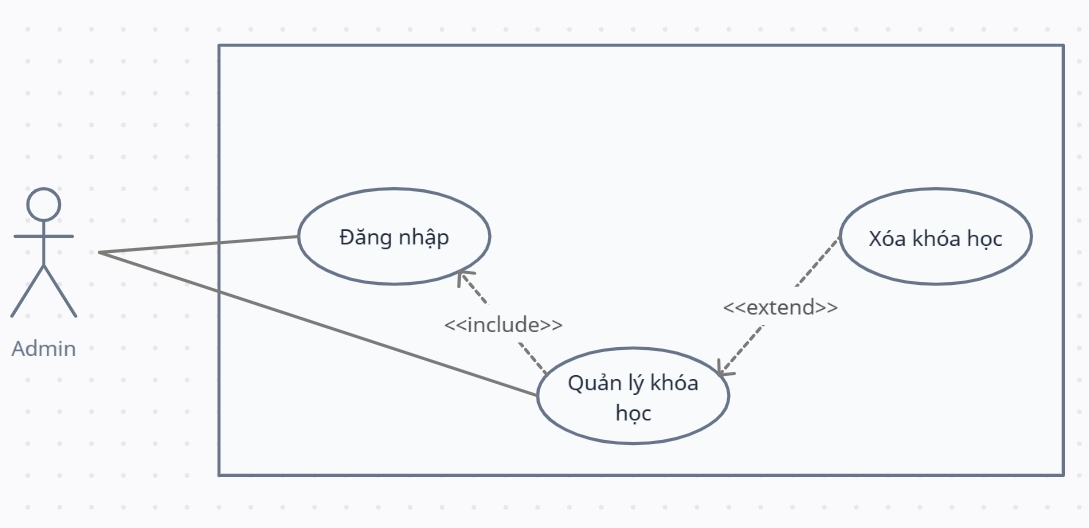 Đăng nhập
Xóa khóa học
<<extend>>
<<include>>
Admin
Quản lý khóa
học